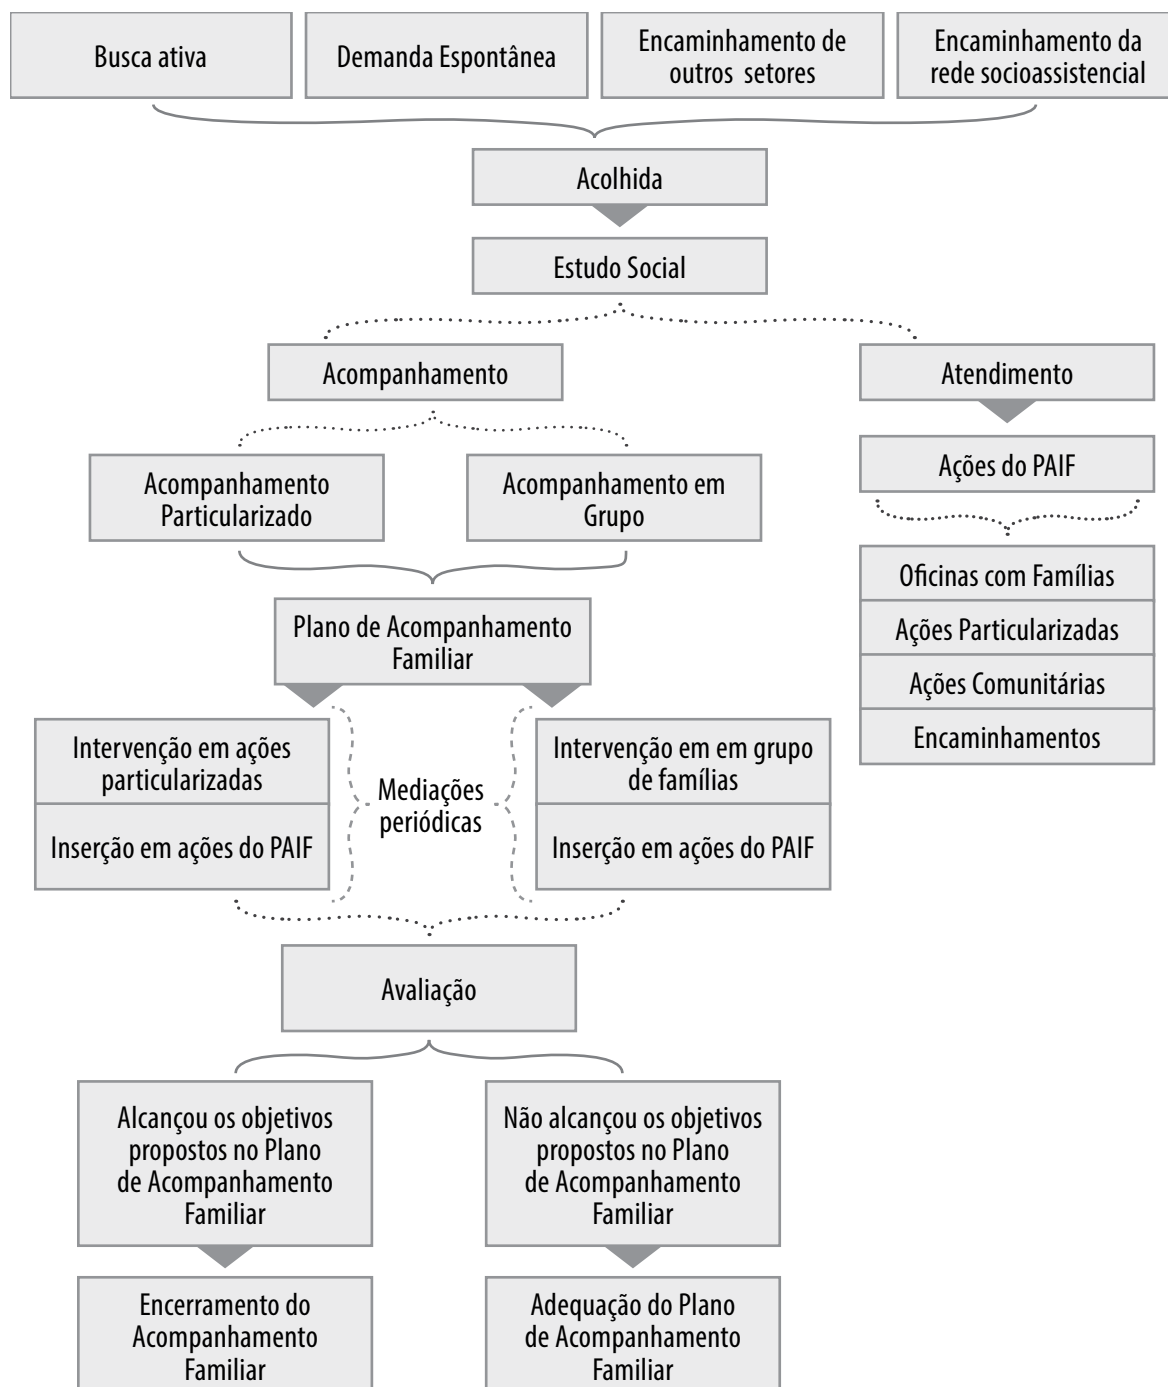 Busca ativa
Demanda Espontânea
Encaminhamento de
outros setores
Encaminhamento da
rede socioassistencial
Acolhida
Estudo Social
Acompanhamento
Atendimento
Acompanhamento
Particularizado
Acompanhamento em
Grupo
Ações do PAIF
Oficinas com Famílias
Ações Particularizadas
Ações Comunitárias
Encaminhamentos
Plano de Acompanhamento
Familiar
Intervenção em ações
particularizadas
Inserção em ações do PAIF
Mediações
periódicas
Intervenção em em grupo
de famílias
Inserção em ações do PAIF
Avaliação
Alcançou os objetivos
propostos no Plano
de Acompanhamento
Familiar
Não alcançou os objetivos
propostos no Plano
de Acompanhamento
Familiar
Encerramento do
Acompanhamento
Familiar
Adequação do Plano
de Acompanhamento
Familiar